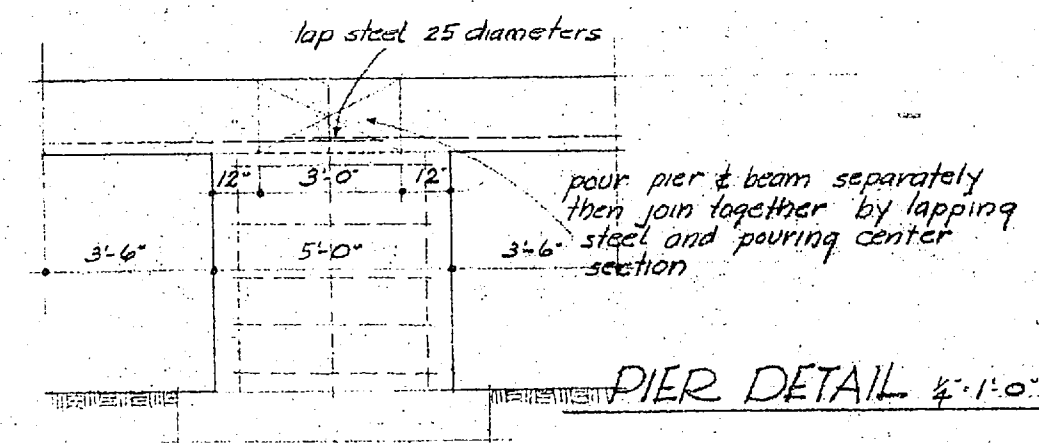 lap steel 25 diameters
12" 3'-0" 12"
pour pier & beam separately
then join together by lapping
steel and pouring center
section
3'-6" 5'-0" 3'-6"
PIER DETAIL ¼"=1'-0"